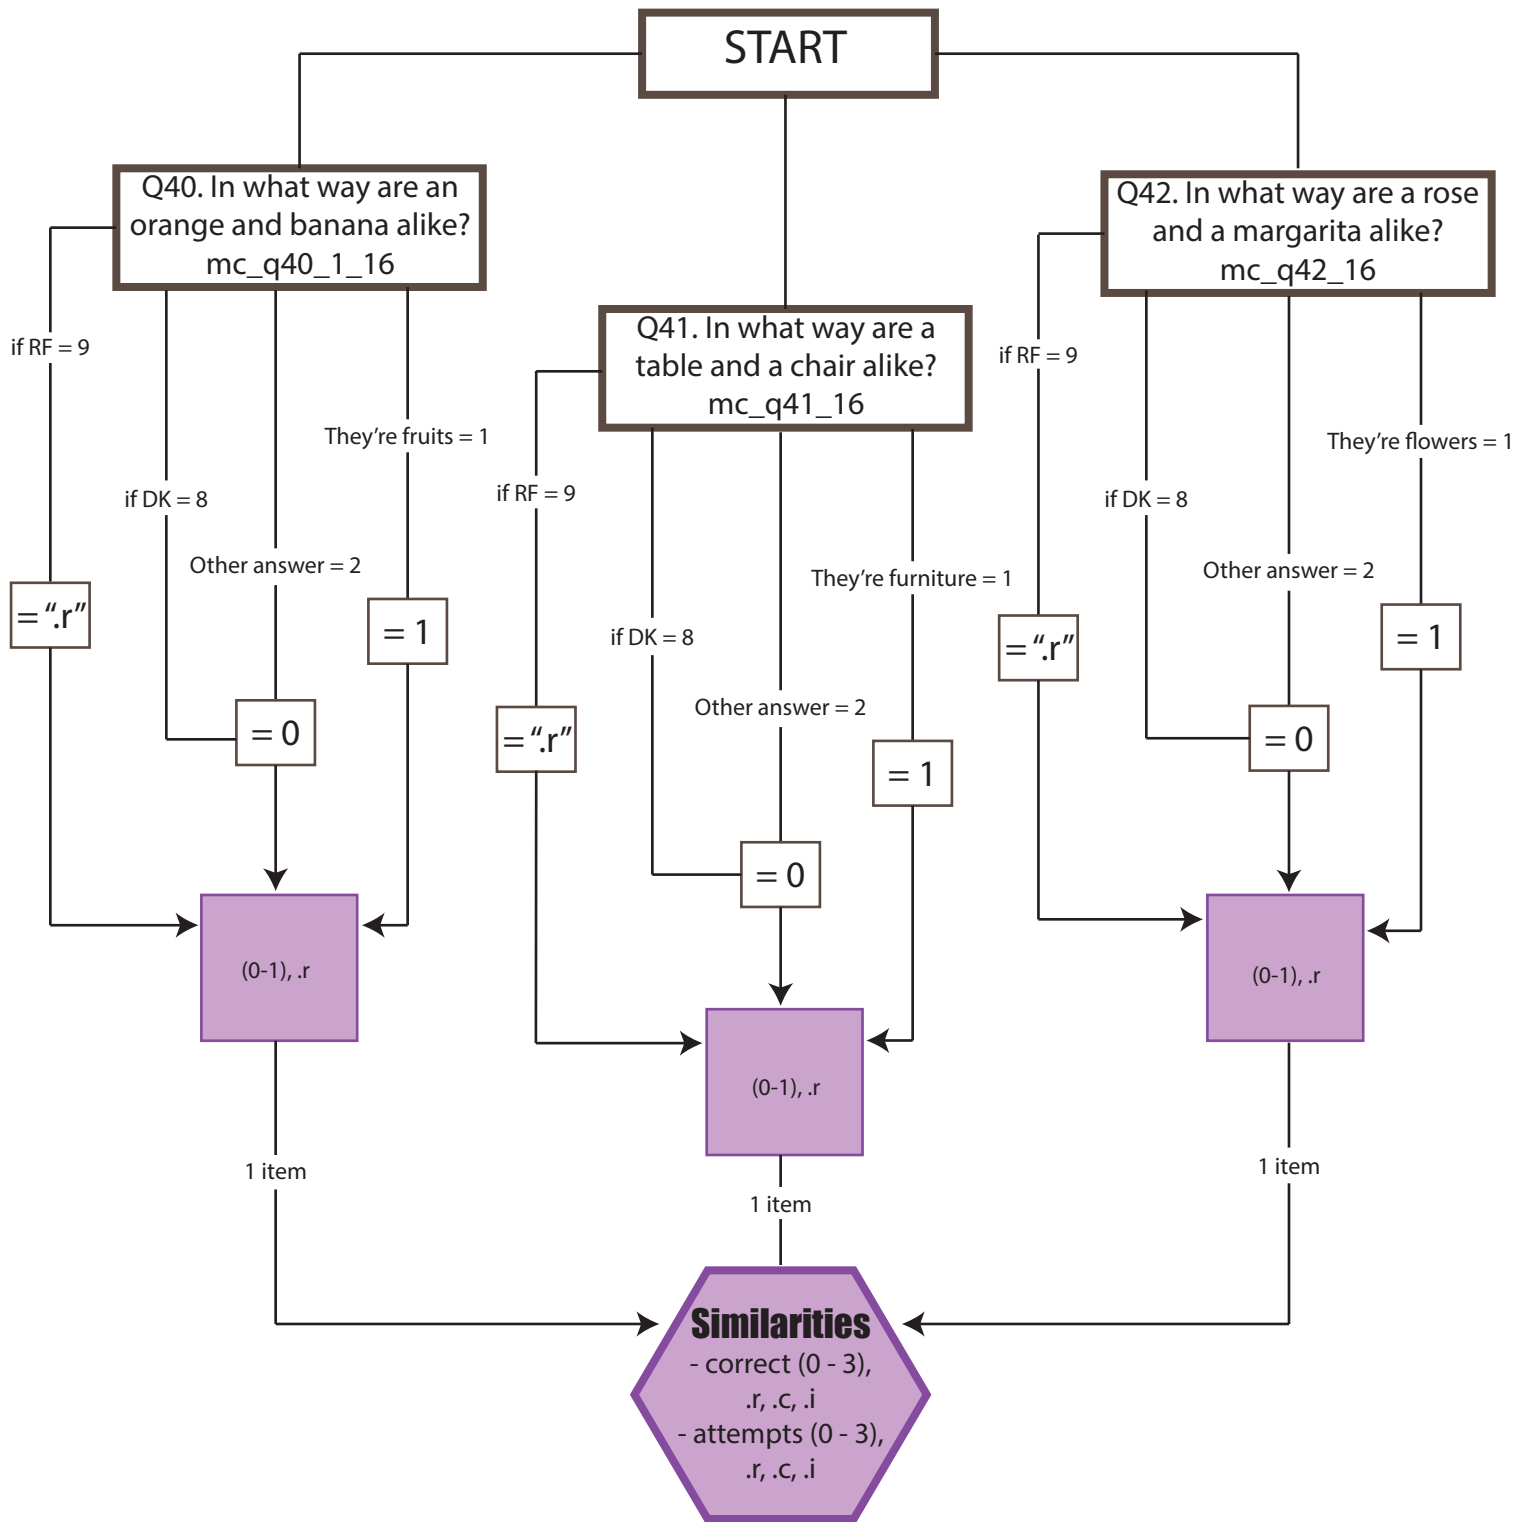 START
Q40. In what way are an
orange and banana alike?
mc_q40_1_16
if RF = 9
if DK = 8
Other answer = 2
They’re fruits = 1
= “.r”
= 0
= 1
(0-1), .r
1 item
Q41. In what way are a
table and a chair alike?
mc_q41_16
if RF = 9
if DK = 8
Other answer = 2
They’re furniture = 1
= “.r”
= 0
= 1
(0-1), .r
1 item
Q42. In what way are a rose
and a margarita alike?
mc_q42_16
if RF = 9
if DK = 8
Other answer = 2
They’re flowers = 1
= “.r”
= 0
= 1
(0-1), .r
1 item
Similarities
- correct (0 - 3),
.r, .c, .i
- attempts (0 - 3),
.r, .c, .i